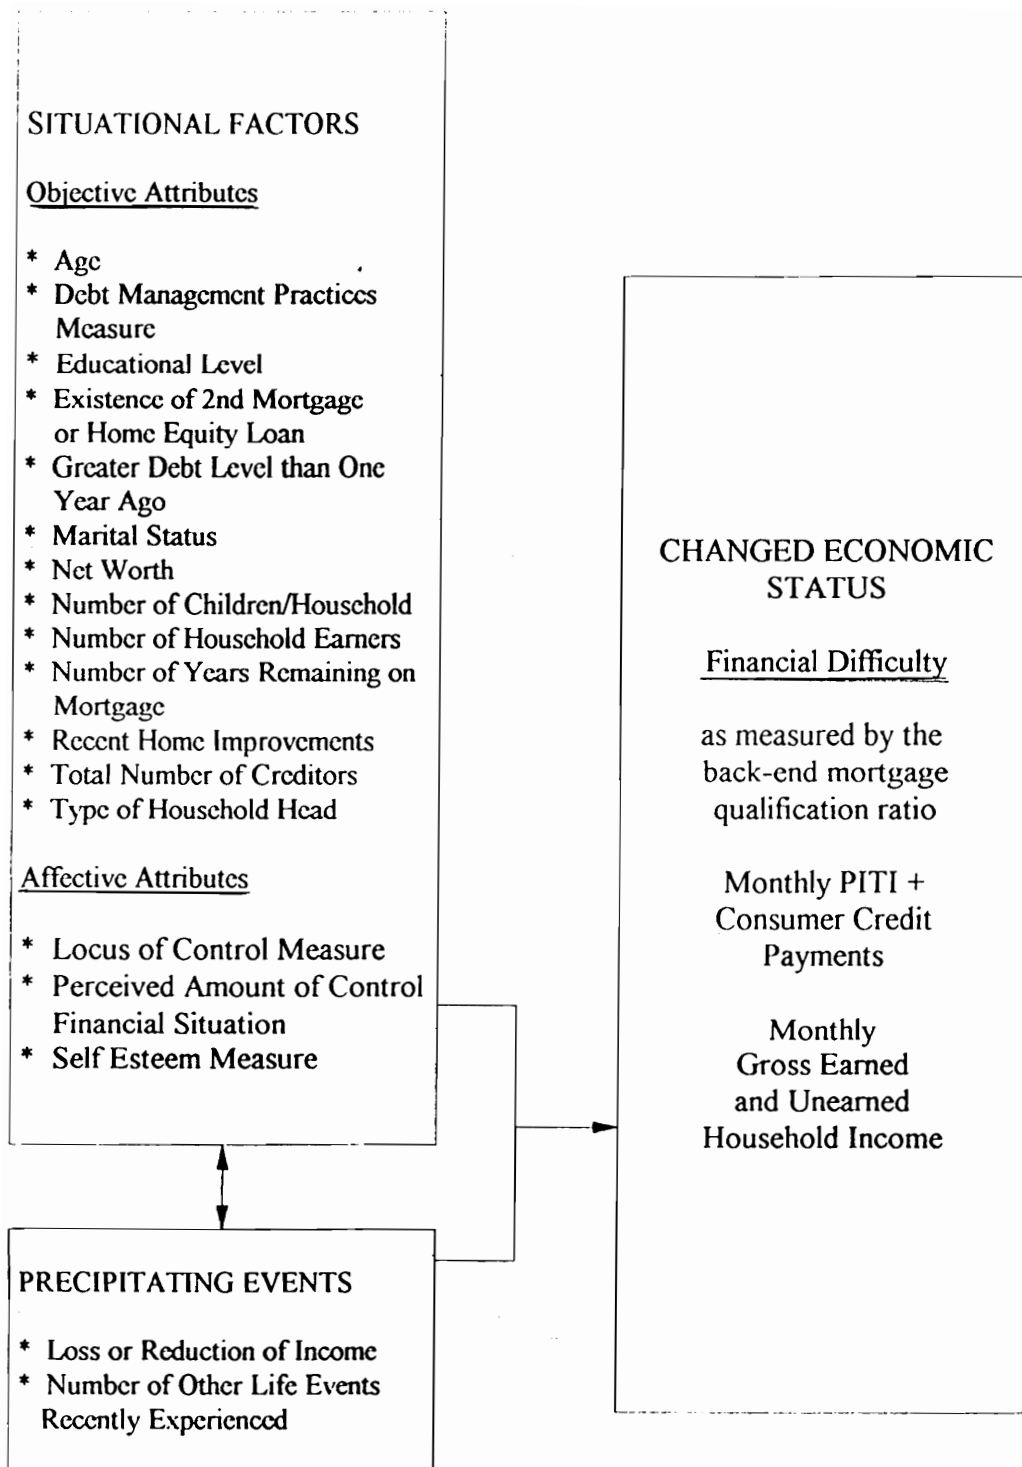 SITUATIONAL FACTORS
Objective Attributes
* Age
* Debt Management Practices
Measure
* Educational Level
* Existence of 2nd Mortgage
or Home Equity Loan
* Greater Debt Level than One
Year Ago
* Marital Status
* Net Worth
* Number of Children/Household
* Number of Household Earners
* Number of Years Remaining on
Mortgage
* Recent Home Improvements
* Total Number of Creditors
* Type of Household Head
Affective Attributes
* Locus of Control Measure
* Perceived Amount of Control
Financial Situation
* Self Esteem Measure
PRECIPITATING EVENTS
* Loss or Reduction of Income
* Number of Other Life Events
Recently Experienced
CHANGED ECONOMIC
STATUS
Financial Difficulty
as measured by the
back-end mortgage
qualification ratio
Monthly PITI +
Consumer Credit
Payments
Monthly
Gross Earned
and Unearned
Household Income